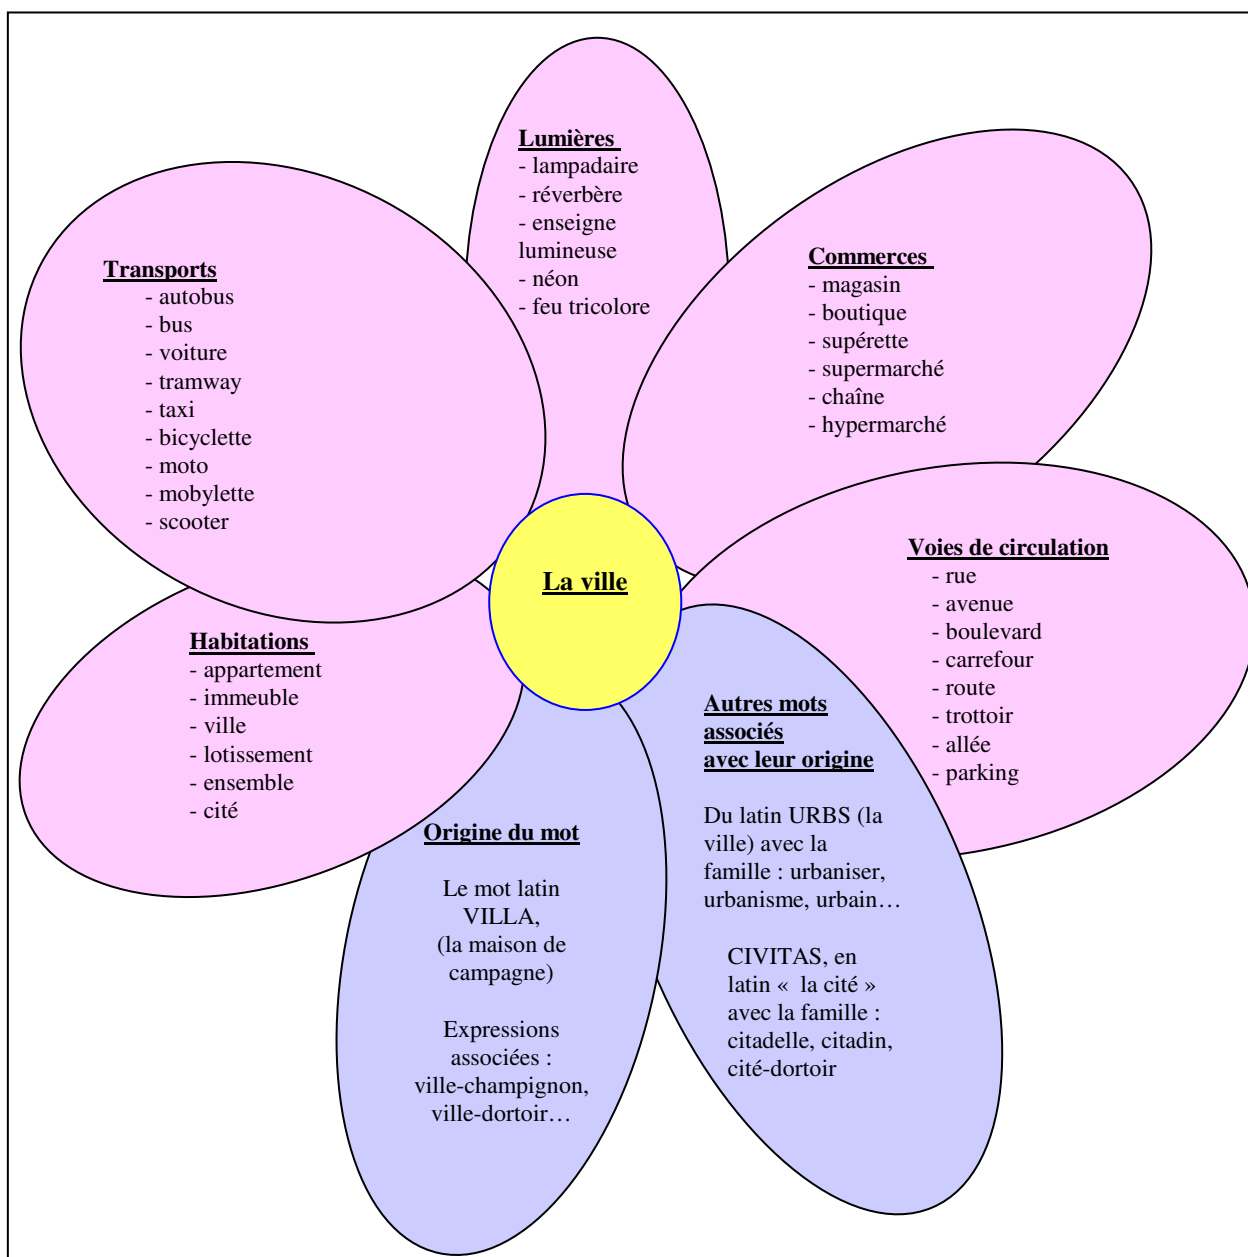 Lumières
- lampadaire
- réverbère
- enseigne
lumineuse
- néon
- feu tricolore
Commerces
- magasin
- boutique
- supérette
- supermarché
- chaîne
- hypermarché
Transports
- autobus
- bus
- voiture
- tramway
- taxi
- bicyclette
- moto
- mobylette
- scooter
La ville
Voies de circulation
- rue
- avenue
- boulevard
- carrefour
- route
- trottoir
- allée
- parking
Habitations
- appartement
- immeuble
- ville
- lotissement
- ensemble
- cité
Autres mots
associés
avec leur origine
Du latin URBS (la
ville) avec la
famille : urbaniser,
urbanisme, urbain…
CIVITAS, en
latin « la cité »
avec la famille :
citadelle, citadin,
cité-dortoir
Origine du mot
Le mot latin
VILLA,
(la maison de
campagne)
Expressions
associées :
ville-champignon,
ville-dortoir…